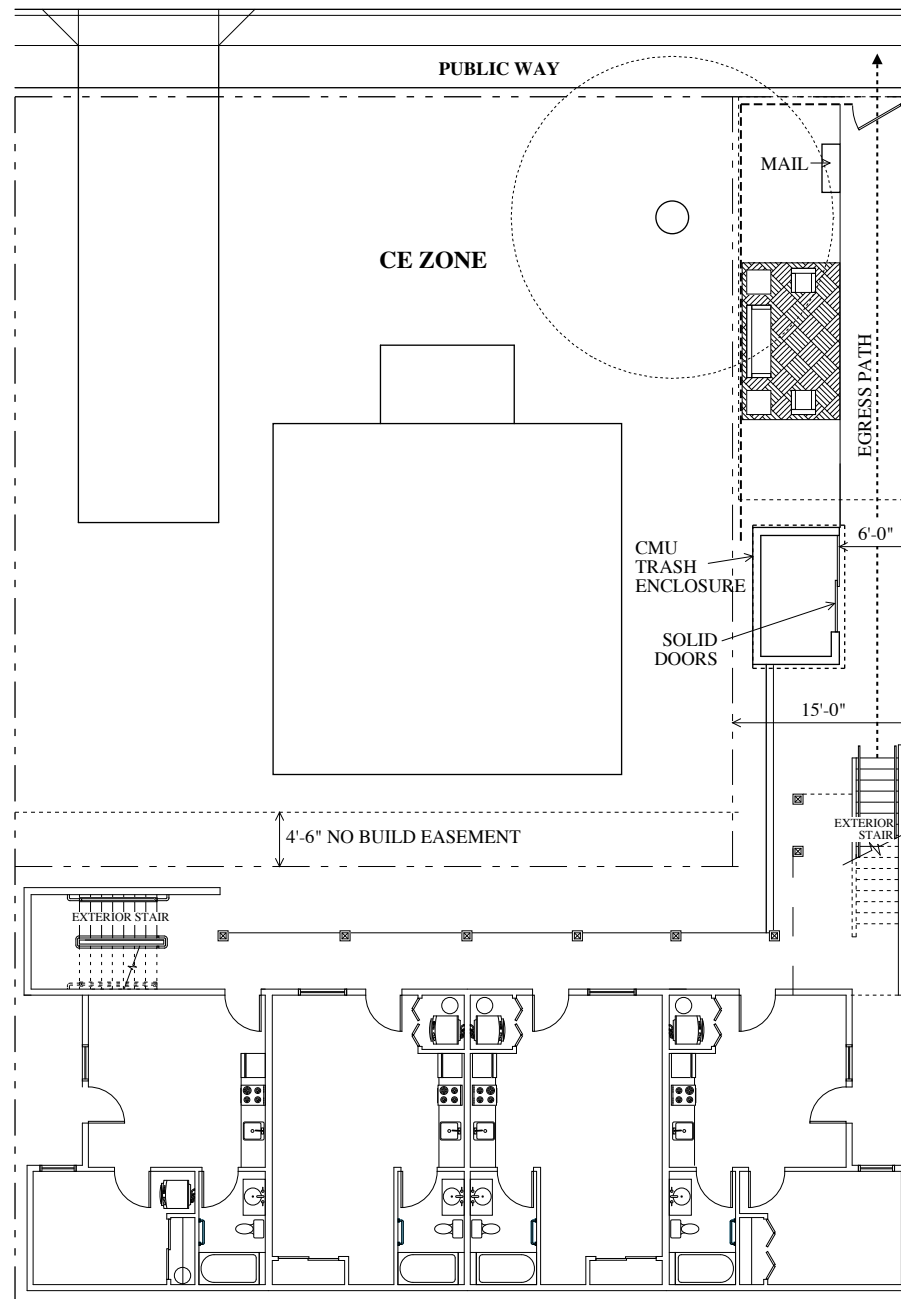 PUBLIC WAY
MAIL
CE ZONE
EGRESS PATH
6'-0"
CMU
TRASH
ENCLOSURE
SOLID
DOORS
15'-0"
EXTERIOR
STAIR
4'-6" NO BUILD EASEMENT
EXTERIOR STAIR